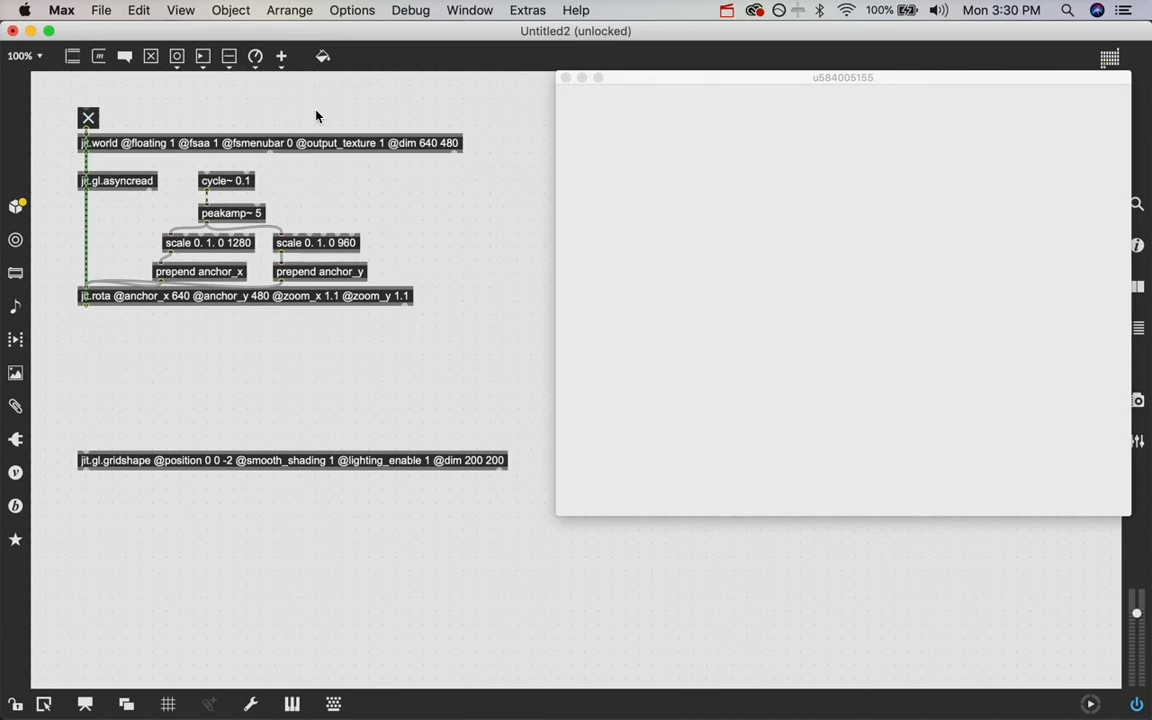 Max File Edit View Object Arrange Options Debug Window Extras Help 100% Mon 3:30 PM
Untitled2 (unlocked)
100%
u584005155
jit.world @floating 1 @fsaa 1 @fsmenubar 0 @output_texture 1 @dim 640 480
jit.gl.asyncread cycle~ 0.1
peakamp~ 5
scale 0. 1. 0 1280 scale 0. 1. 0 960
prepend anchor_x prepend anchor_y
jit.rota @anchor_x 640 @anchor_y 480 @zoom_x 1.1 @zoom_y 1.1
jit.gl.gridshape @position 0 0 -2 @smooth_shading 1 @lighting_enable 1 @dim 200 200